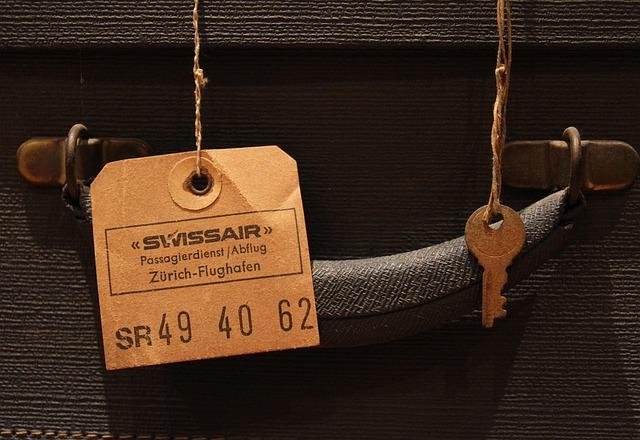 « SWISSAIR »
Passagierdienst/Abflug
Zürich-Flughafen
SR 49 40 62